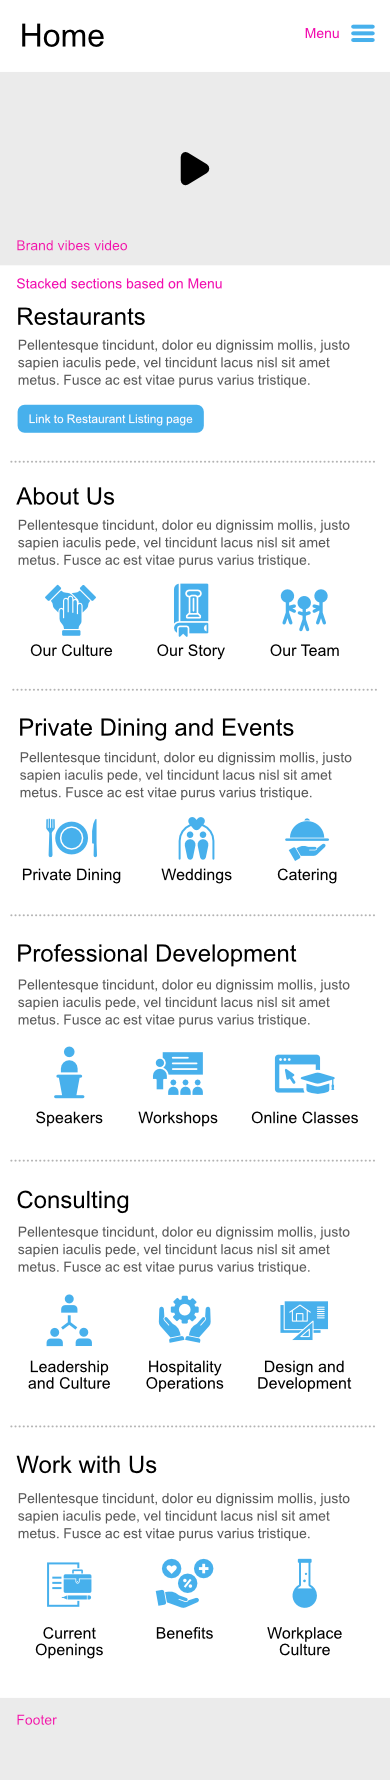 Home
Menu
Brand vibes video
Stacked sections based on Menu
Restaurants
Pellentesque tincidunt, dolor eu dignissim mollis, justo
sapien iaculis pede, vel tincidunt lacus nisl sit amet
metus. Fusce ac est vitae purus varius tristique.
Link to Restaurant Listing page
About Us
Pellentesque tincidunt, dolor eu dignissim mollis, justo
sapien iaculis pede, vel tincidunt lacus nisl sit amet
metus. Fusce ac est vitae purus varius tristique.
Our Culture
Our Story
Our Team
Private Dining and Events
Pellentesque tincidunt, dolor eu dignissim mollis, justo
sapien iaculis pede, vel tincidunt lacus nisl sit amet
metus. Fusce ac est vitae purus varius tristique.
Private Dining
Weddings
Catering
Professional Development
Pellentesque tincidunt, dolor eu dignissim mollis, justo
sapien iaculis pede, vel tincidunt lacus nisl sit amet
metus. Fusce ac est vitae purus varius tristique.
Speakers
Workshops
Online Classes
Consulting
Pellentesque tincidunt, dolor eu dignissim mollis, justo
sapien iaculis pede, vel tincidunt lacus nisl sit amet
metus. Fusce ac est vitae purus varius tristique.
Leadership
and Culture
Hospitality
Operations
Design and
Development
Work with Us
Pellentesque tincidunt, dolor eu dignissim mollis, justo
sapien iaculis pede, vel tincidunt lacus nisl sit amet
metus. Fusce ac est vitae purus varius tristique.
%
Current
Openings
Benefits
Workplace
Culture
Footer